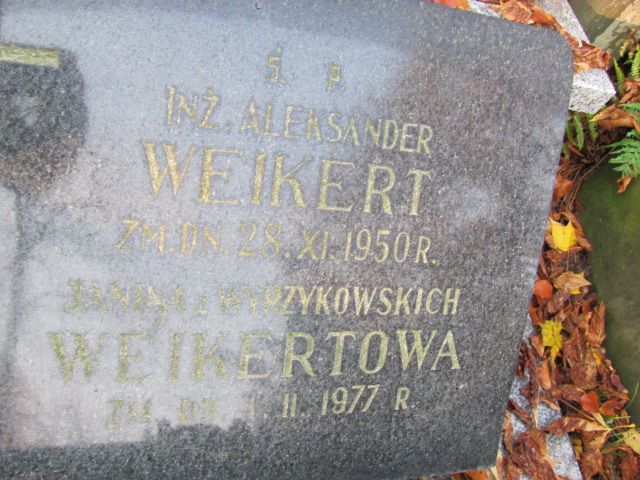 Ś. P.
INŻ. ALEKSANDER
WEIKERT
ZM. DN. 28. XI. 1950 R.
JANINA z WYRZYKOWSKICH
WEIKERTOWA
ZM. DN. 1. II. 1977 R.